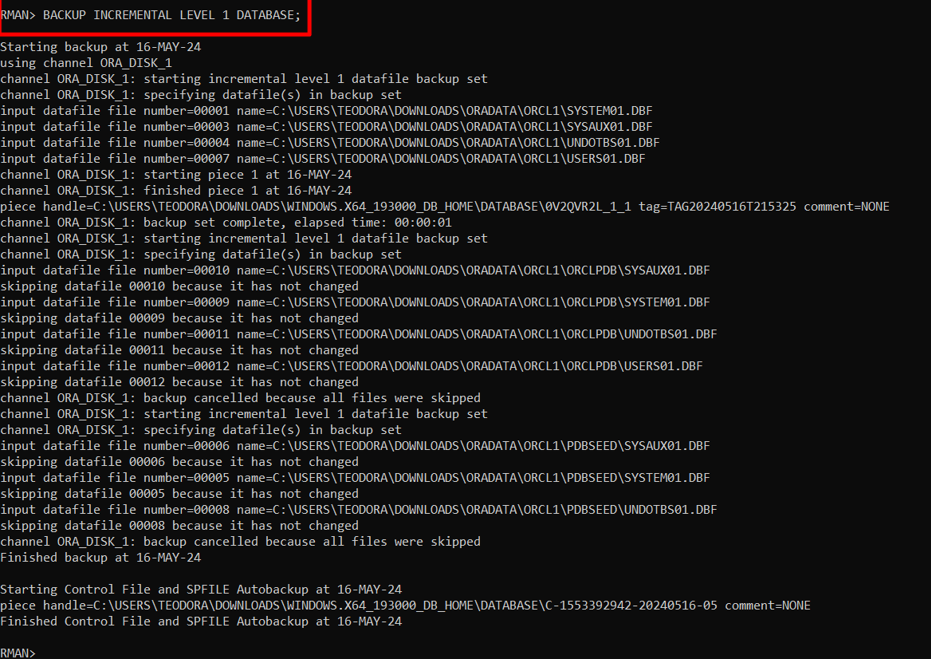 RMAN> BACKUP INCREMENTAL LEVEL 1 DATABASE;
Starting backup at 16-MAY-24
using channel ORA_DISK_1
channel ORA_DISK_1: starting incremental level 1 datafile backup set
channel ORA_DISK_1: specifying datafile(s) in backup set
input datafile file number=00001 name=C:\USERS\TEODORA\DOWNLOADS\ORADATA\ORCL1\SYSTEM01.DBF
input datafile file number=00003 name=C:\USERS\TEODORA\DOWNLOADS\ORADATA\ORCL1\SYSAUX01.DBF
input datafile file number=00004 name=C:\USERS\TEODORA\DOWNLOADS\ORADATA\ORCL1\UNDOTBS01.DBF
input datafile file number=00007 name=C:\USERS\TEODORA\DOWNLOADS\ORADATA\ORCL1\USERS01.DBF
channel ORA_DISK_1: starting piece 1 at 16-MAY-24
channel ORA_DISK_1: finished piece 1 at 16-MAY-24
piece handle=C:\USERS\TEODORA\DOWNLOADS\WINDOWS.X64_193000_DB_HOME\DATABASE\0V2QVR2L_1_1 tag=TAG20240516T215325 comment=NONE
channel ORA_DISK_1: backup set complete, elapsed time: 00:00:01
channel ORA_DISK_1: starting incremental level 1 datafile backup set
channel ORA_DISK_1: specifying datafile(s) in backup set
input datafile file number=00010 name=C:\USERS\TEODORA\DOWNLOADS\ORADATA\ORCL1\ORCLPDB\SYSAUX01.DBF
skipping datafile 00010 because it has not changed
input datafile file number=00009 name=C:\USERS\TEODORA\DOWNLOADS\ORADATA\ORCL1\ORCLPDB\SYSTEM01.DBF
skipping datafile 00009 because it has not changed
input datafile file number=00011 name=C:\USERS\TEODORA\DOWNLOADS\ORADATA\ORCL1\ORCLPDB\UNDOTBS01.DBF
skipping datafile 00011 because it has not changed
input datafile file number=00012 name=C:\USERS\TEODORA\DOWNLOADS\ORADATA\ORCL1\ORCLPDB\USERS01.DBF
skipping datafile 00012 because it has not changed
channel ORA_DISK_1: backup cancelled because all files were skipped
channel ORA_DISK_1: starting incremental level 1 datafile backup set
channel ORA_DISK_1: specifying datafile(s) in backup set
input datafile file number=00006 name=C:\USERS\TEODORA\DOWNLOADS\ORADATA\ORCL1\PDBSEED\SYSAUX01.DBF
skipping datafile 00006 because it has not changed
input datafile file number=00005 name=C:\USERS\TEODORA\DOWNLOADS\ORADATA\ORCL1\PDBSEED\SYSTEM01.DBF
skipping datafile 00005 because it has not changed
input datafile file number=00008 name=C:\USERS\TEODORA\DOWNLOADS\ORADATA\ORCL1\PDBSEED\UNDOTBS01.DBF
skipping datafile 00008 because it has not changed
channel ORA_DISK_1: backup cancelled because all files were skipped
Finished backup at 16-MAY-24
Starting Control File and SPFILE Autobackup at 16-MAY-24
piece handle=C:\USERS\TEODORA\DOWNLOADS\WINDOWS.X64_193000_DB_HOME\DATABASE\C-1553392942-20240516-05 comment=NONE
Finished Control File and SPFILE Autobackup at 16-MAY-24
RMAN>